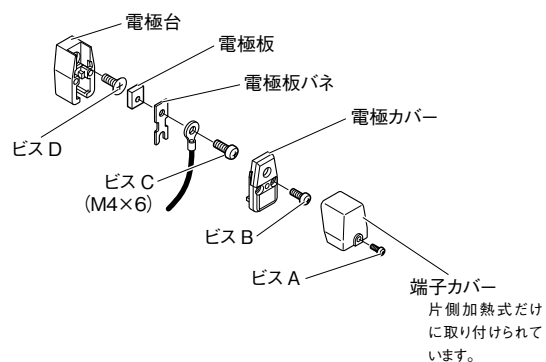 電極台
電極板
電極板バネ
電極カバー
ビス D
ビス C
(M4×6)
ビス B
ビス A
端子カバー
片側加熱式だけ
に取り付けられて
います。